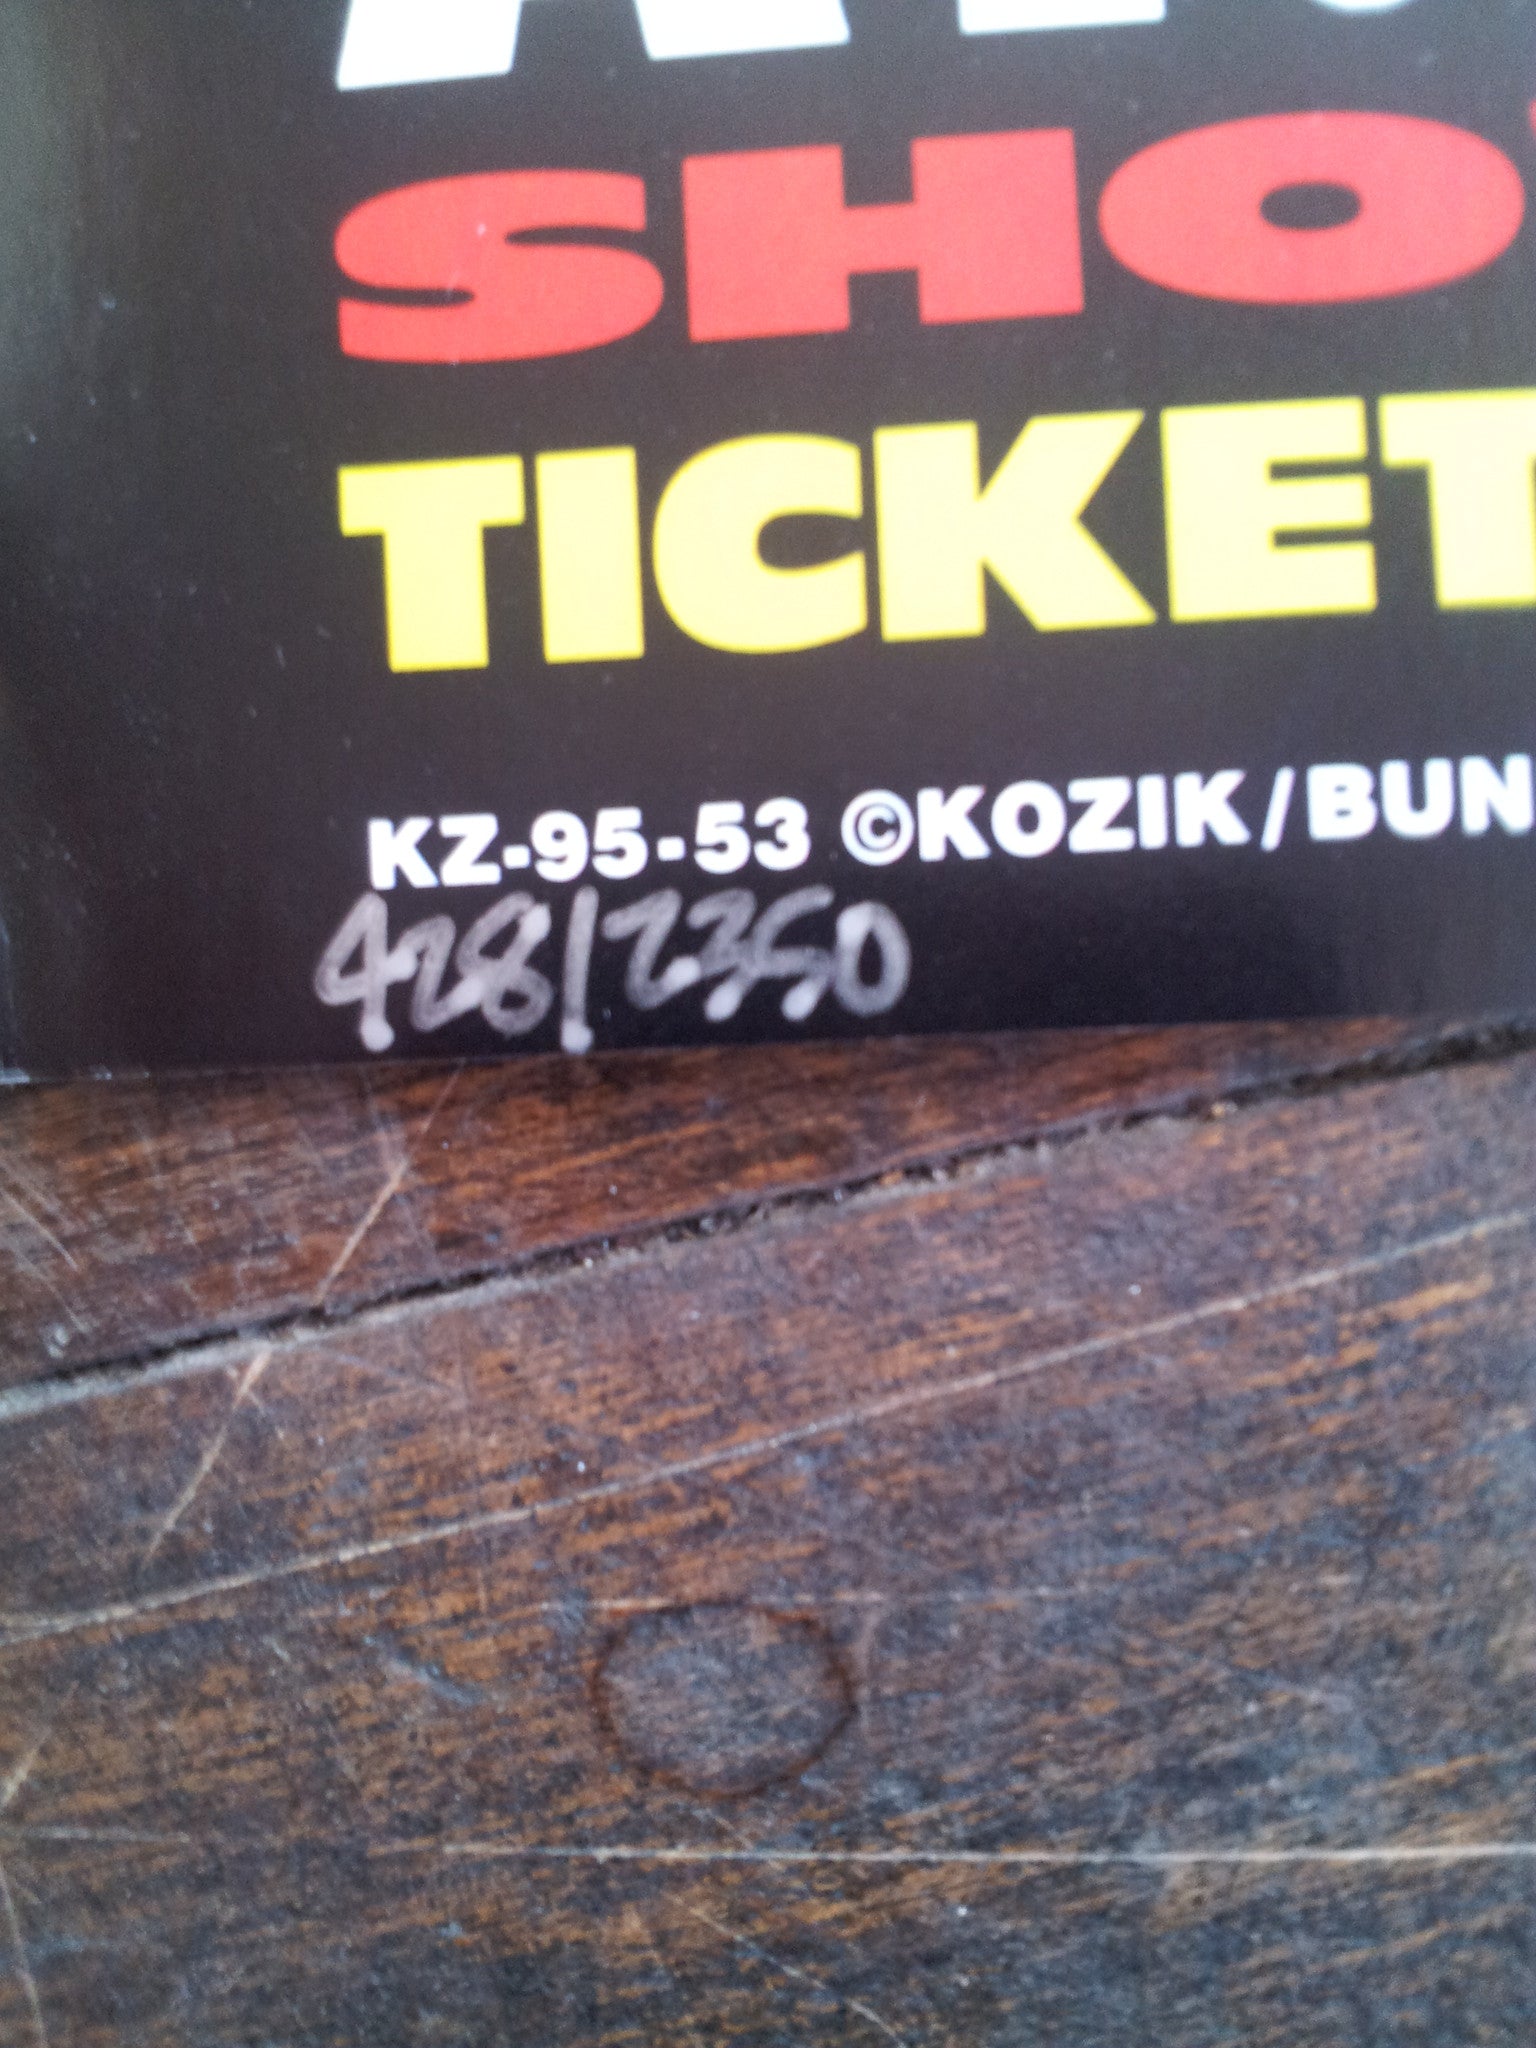 SHO
TICKET
KZ-95-53 ©KOZIK/BUN
428/2350